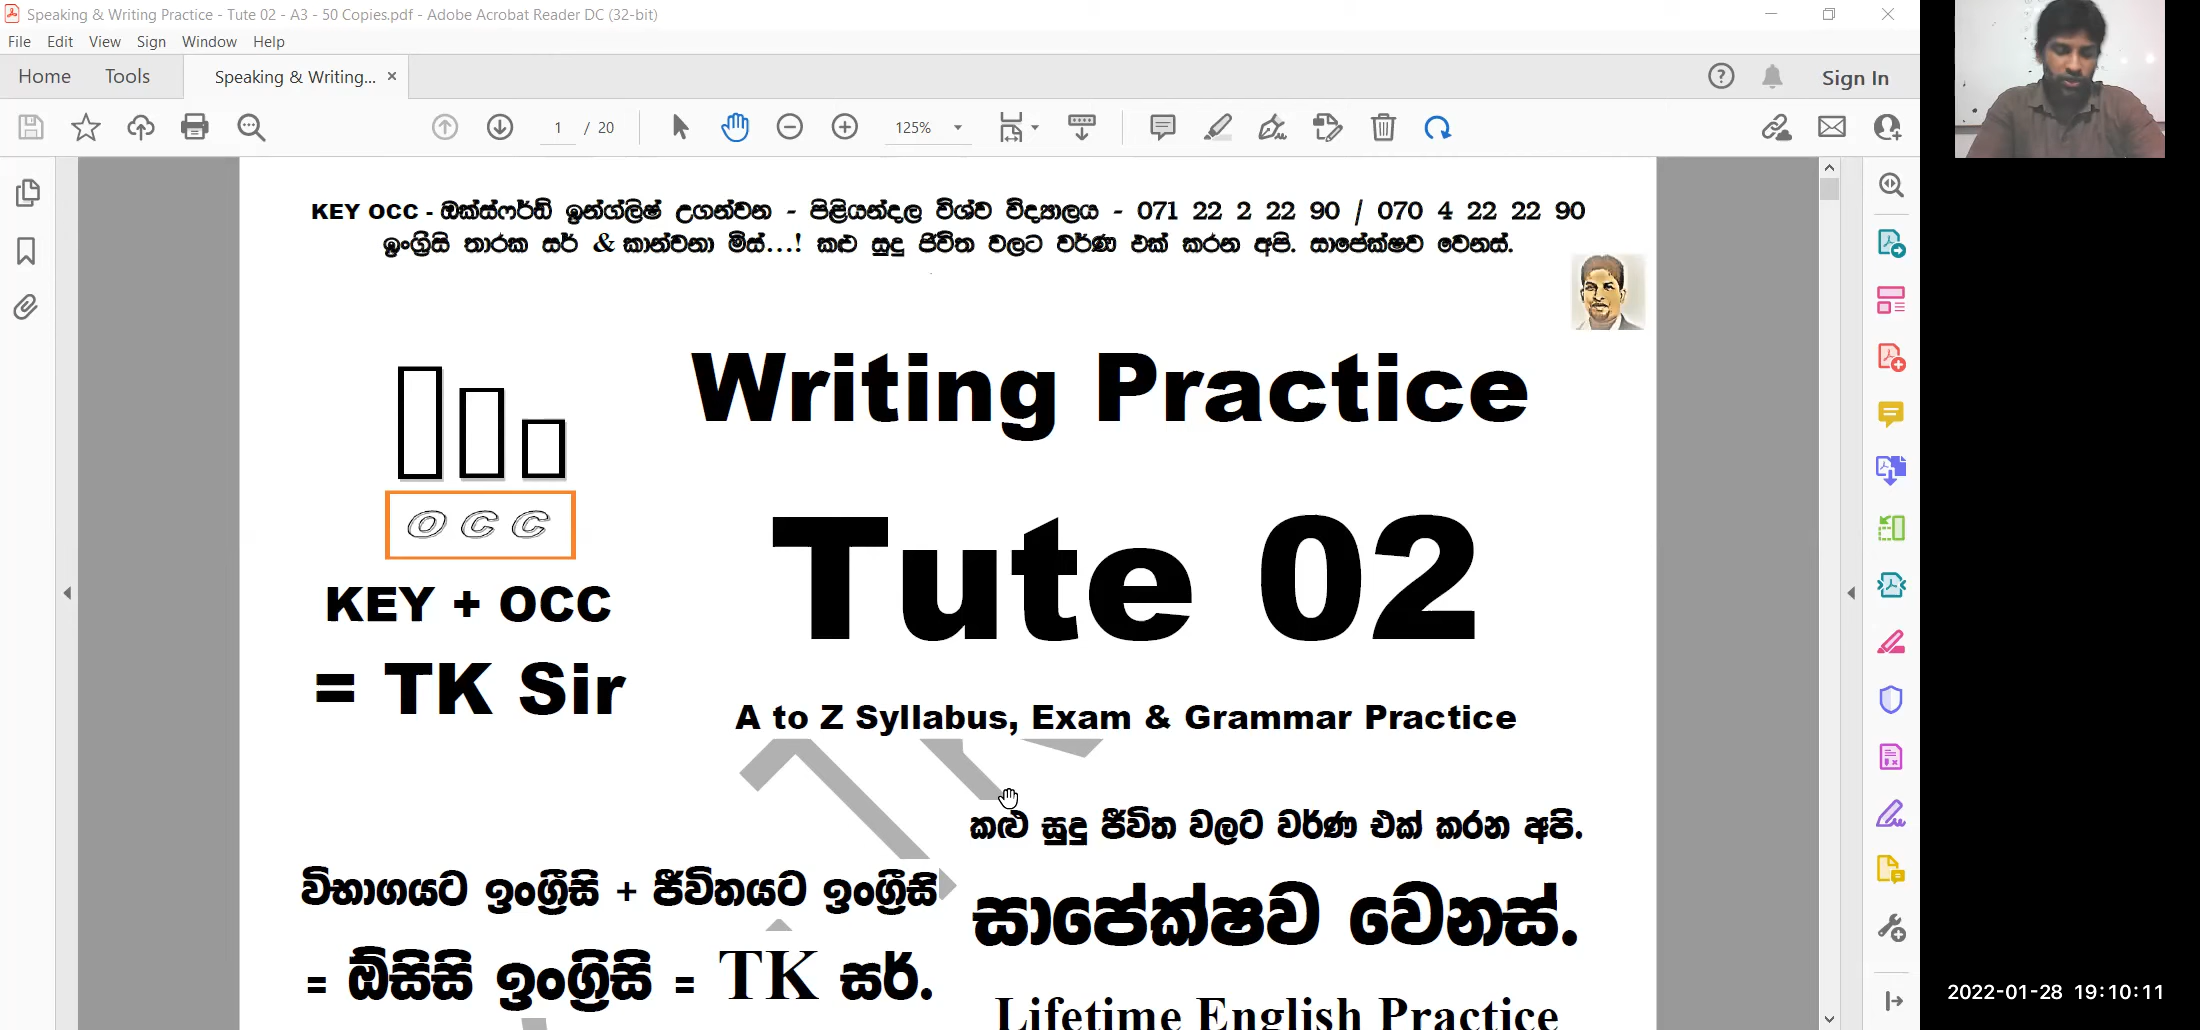 Speaking & Writing Practice - Tute 02 - A3 - 50 Copies.pdf - Adobe Acrobat Reader DC (32-bit)
File Edit View Sign Window Help
Home Tools Speaking & Writing... × Sign In
1 / 20 125%
KEY OCC - ඔක්ස්ෆර්ඩ් ඉන්ග්ලිෂ් උගන්වන - පිළියන්දල විශ්ව විද්‍යාලය - 071 22 2 22 90 / 070 4 22 22 90
ඉංග්‍රීසි තාරක සර් & කාන්චනා මිස්...! කළු සුදු ජීවිත වලට වර්ණ එක් කරන අපි. සාපේක්ෂව වෙනස්.
Writing Practice
Tute 02
OCC
KEY + OCC
= TK Sir
A to Z Syllabus, Exam & Grammar Practice
කළු සුදු ජීවිත වලට වර්ණ එක් කරන අපි.
විභාගයට ඉංග්‍රීසි + ජීවිතයට ඉංග්‍රීසි
සාපේක්ෂව වෙනස්.
= ඕසිසි ඉංග්‍රිසි = TK සර්.
Lifetime English Practice
2022-01-28 19:10:11